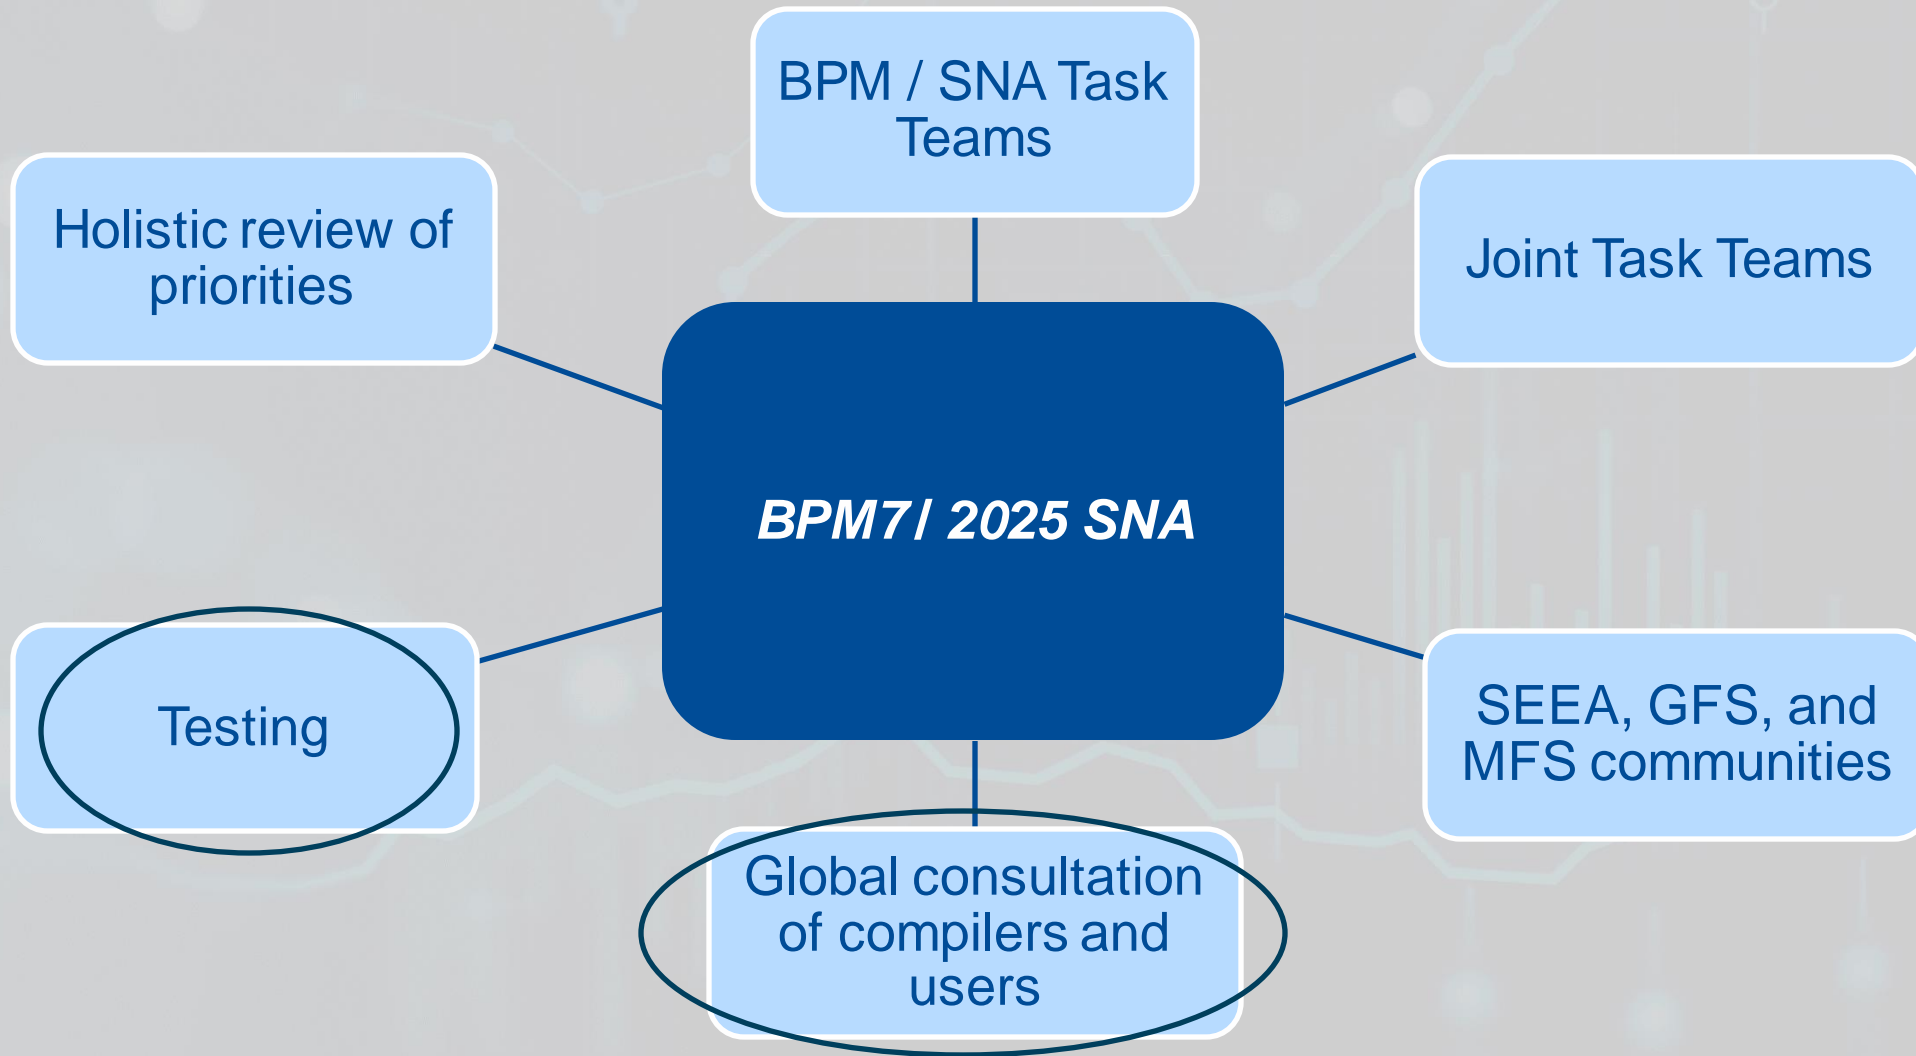 BPM / SNA Task
Teams
Holistic review of
priorities
Joint Task Teams
BPM7/ 2025 SNA
Testing
SEEA, GFS, and
MFS communities
Global consultation
of compilers and
users